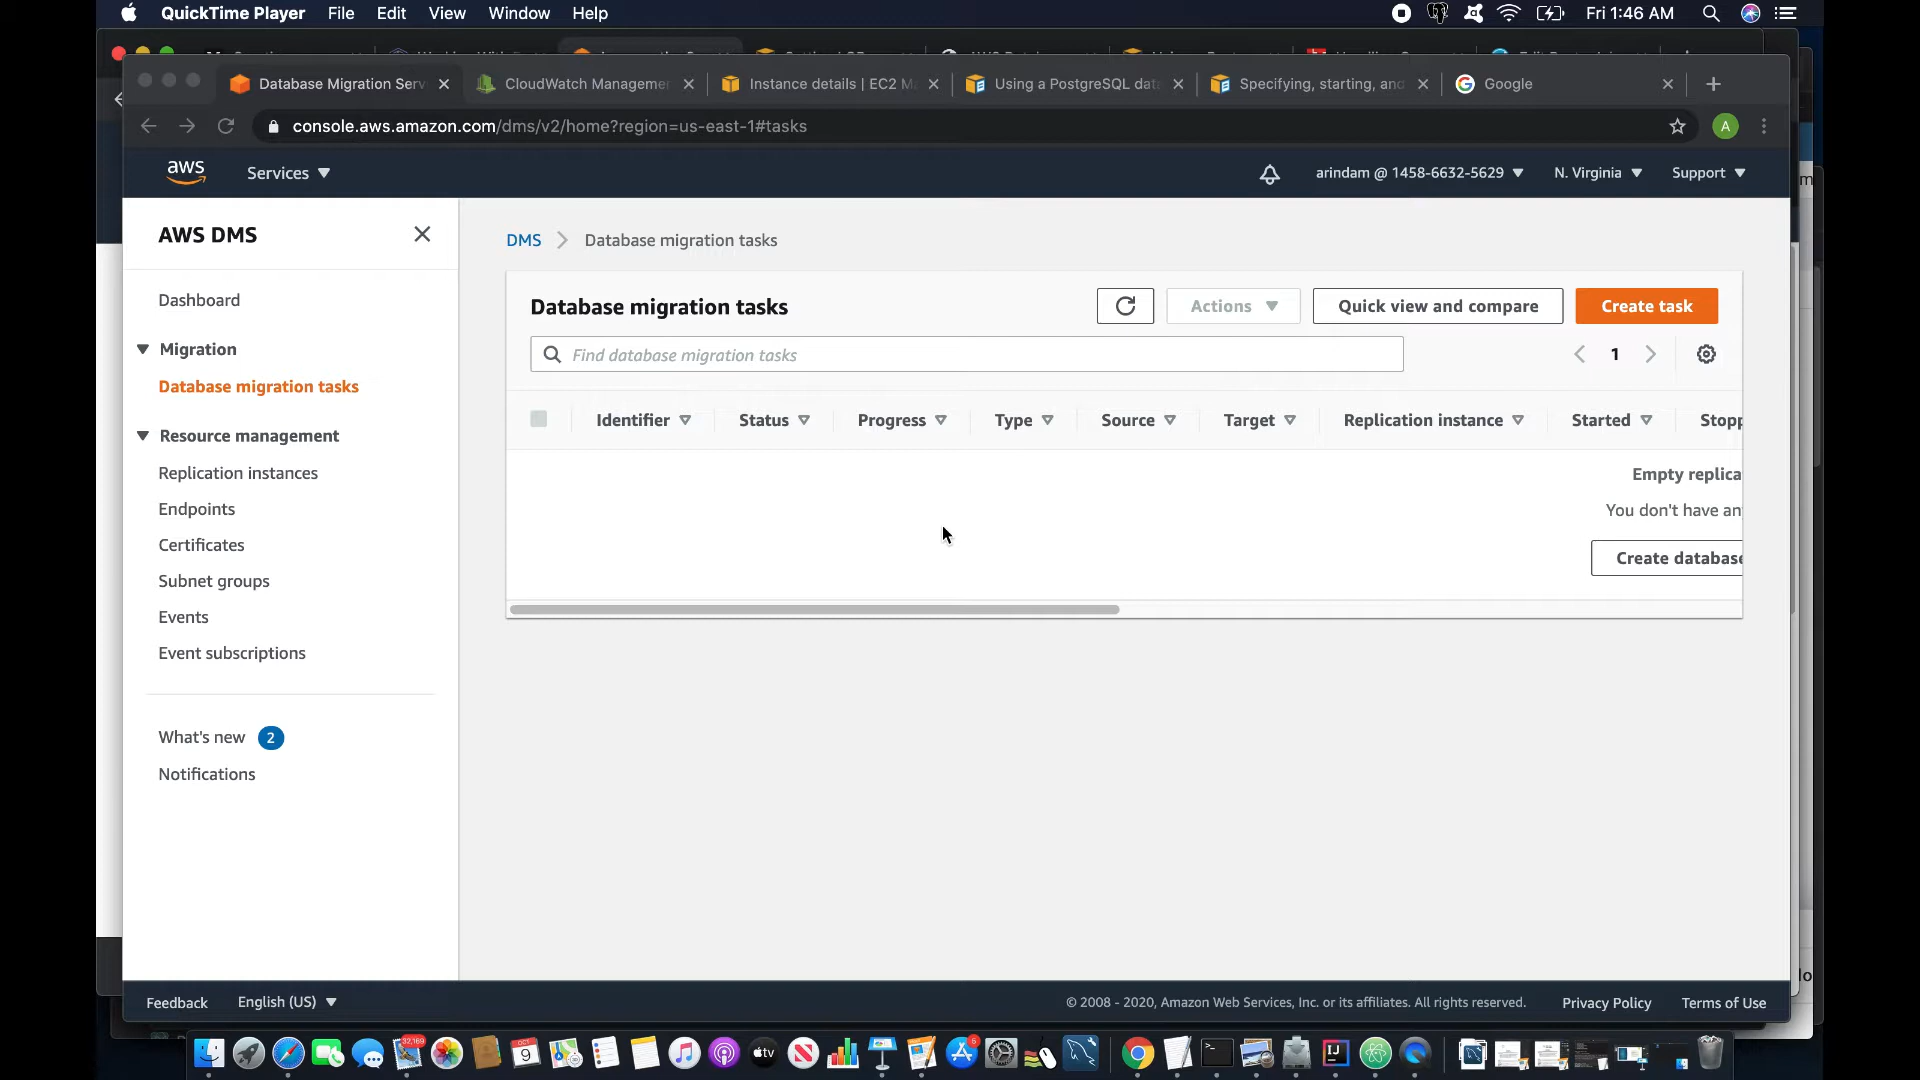 QuickTime Player File Edit View Window Help Fri 1:46 AM
Database Migration Serv CloudWatch Managemen Instance details | EC2 M Using a PostgreSQL dat Specifying, starting, and Google
console.aws.amazon.com/dms/v2/home?region=us-east-1#tasks A
aws Services arindam @ 1458-6632-5629 N. Virginia Support
AWS DMS
Dashboard
Migration
Database migration tasks
Resource management
Replication instances
Endpoints
Certificates
Subnet groups
Events
Event subscriptions
What's new 2
Notifications
DMS Database migration tasks
Database migration tasks Actions Quick view and compare Create task
Find database migration tasks 1
Identifier Status Progress Type Source Target Replication instance Started Stopp
Empty replica
You don't have an
Create database
Feedback English (US) © 2008 - 2020, Amazon Web Services, Inc. or its affiliates. All rights reserved. Privacy Policy Terms of Use
32,169
9
tv
6